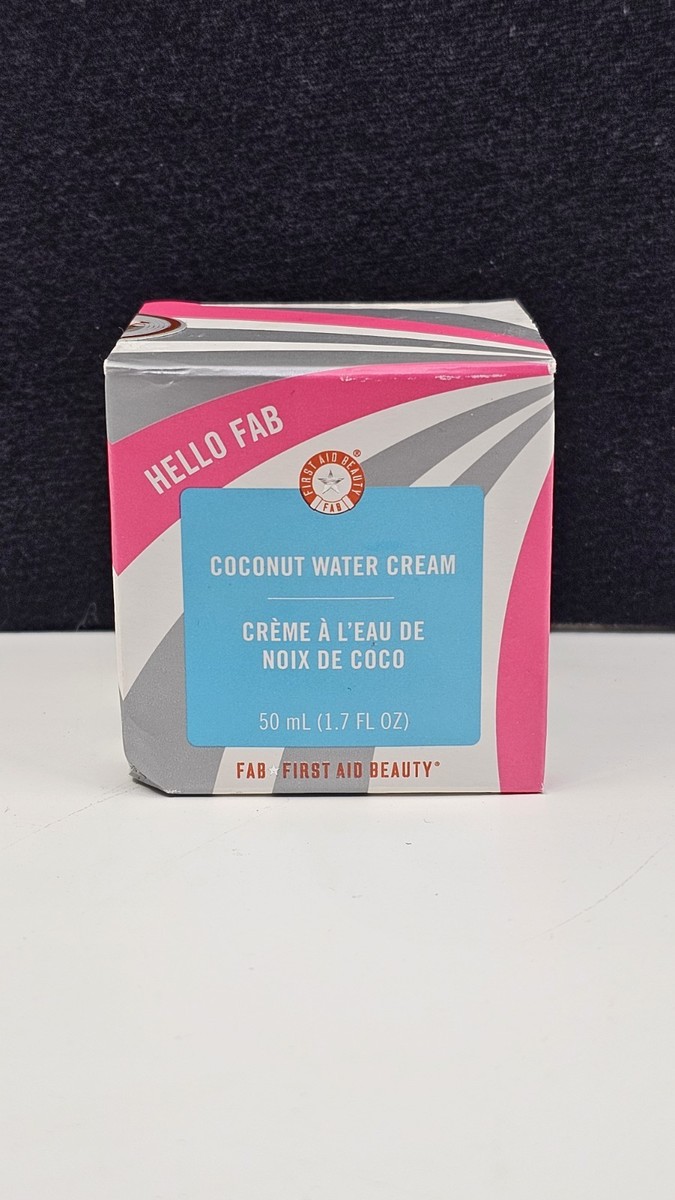 HELLO FAB
FIRST AID BEAUTY®
FAB
COCONUT WATER CREAM
CRÈME À L'EAU DE
NOIX DE COCO
50 mL (1.7 FL OZ)
FAB FIRST AID BEAUTY®